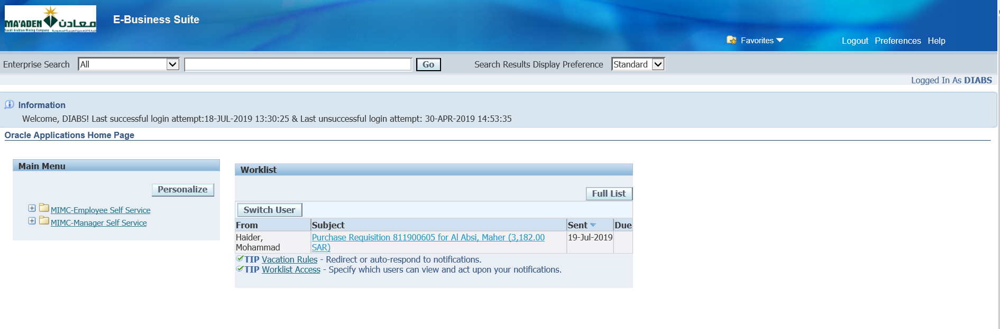 MA'ADEN معادن
Saudi Arabian Mining Company شركة التعدين العربية السعودية
E-Business Suite
Favorites
Logout Preferences Help
Enterprise Search All Go Search Results Display Preference Standard
Logged In As DIABS
Information
Welcome, DIABS! Last successful login attempt:18-JUL-2019 13:30:25 & Last unsuccessful login attempt: 30-APR-2019 14:53:35
Oracle Applications Home Page
Main Menu
Personalize
MIMC-Employee Self Service
MIMC-Manager Self Service
Worklist
Full List
Switch User
From Subject Sent Due
Haider, Mohammad Purchase Requisition 811900605 for Al Absi, Maher (3,182.00 SAR) 19-Jul-2019
TIP Vacation Rules - Redirect or auto-respond to notifications.
TIP Worklist Access - Specify which users can view and act upon your notifications.